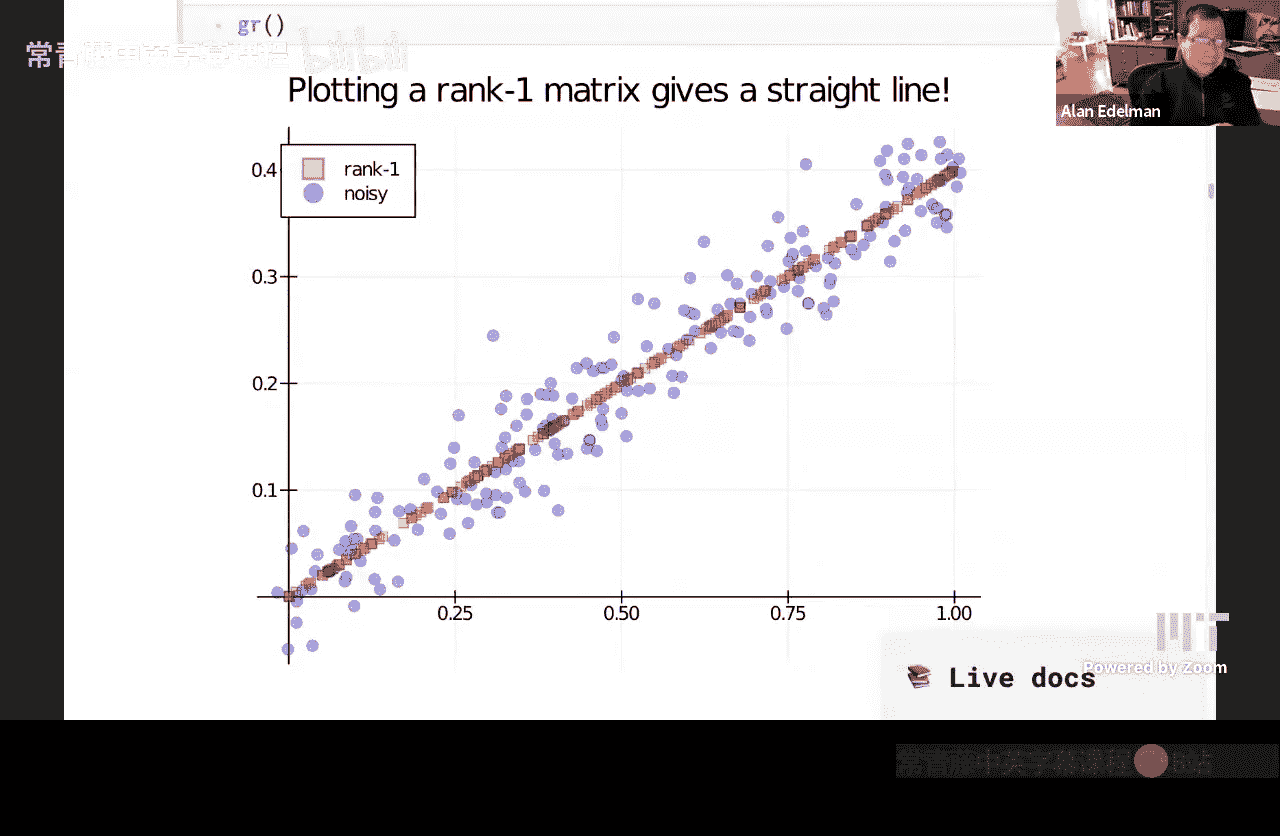 gr()
Alan Edelman
Plotting a rank-1 matrix gives a straight line!
rank-1
noisy
0.4
0.3
0.2
0.1
0.25
0.50
0.75
1.00
MIT
Powered by Zoom
Live docs